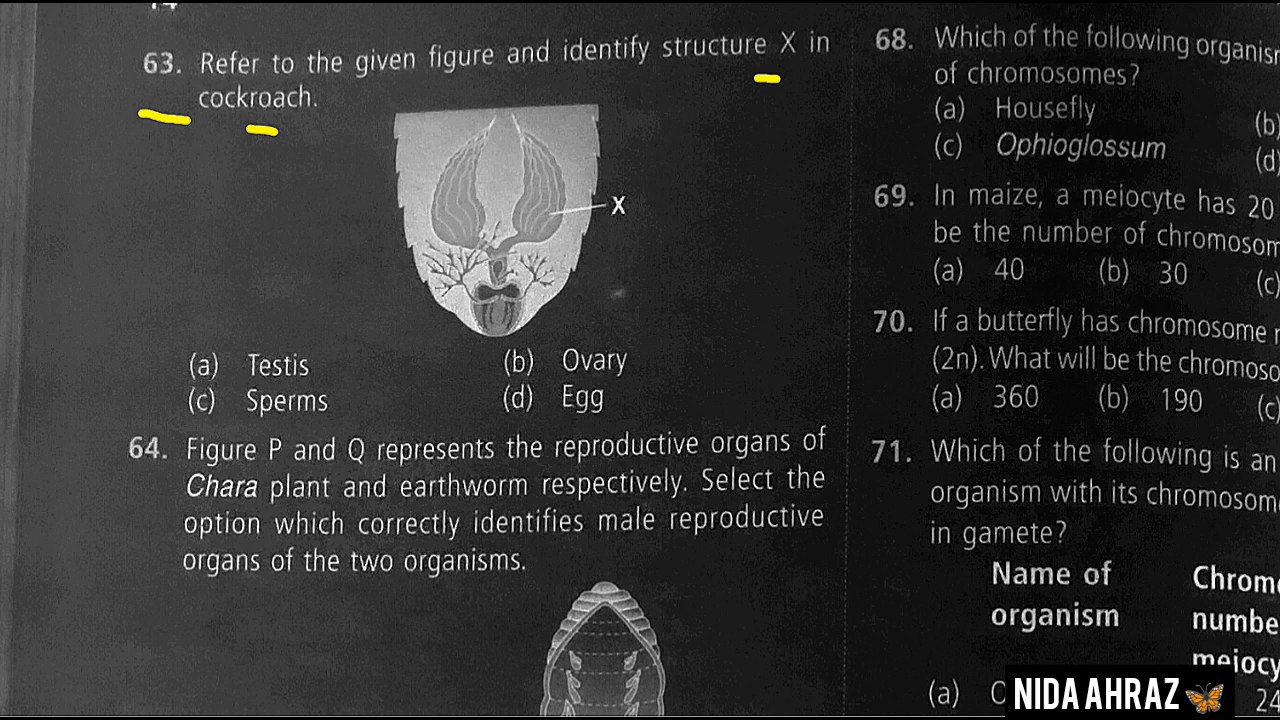 63. Refer to the given figure and identify structure X in
cockroach.
X
(a) Testis (b) Ovary
(c) Sperms (d) Egg
64. Figure P and Q represents the reproductive organs of
Chara plant and earthworm respectively. Select the
option which correctly identifies male reproductive
organs of the two organisms.
68. Which of the following
of chromosomes?
(a) Housefly (b)
(c) Ophioglossum (d)
69. In maize, a meiocyte has 20
be the number of
(a) 40 (b) 30 (c)
70. If a butterfly has chromosome
(2n). What will be the
(a) 360 (b) 190 (c)
71. Which of the following is an
organism with its
in gamete?
Name of
organism
(a)
24
NIDA AHRAZ